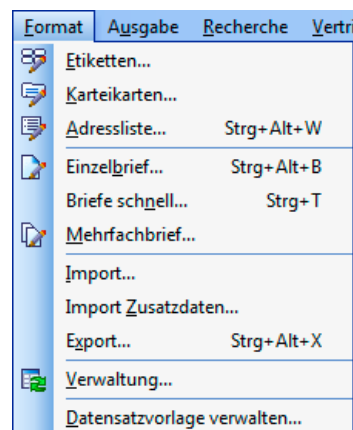 Format Ausgabe Recherche Vertri
Etiketten...
Karteikarten...
Adressliste... Strg+Alt+W
Einzelbrief... Strg+Alt+B
Briefe schnell... Strg+T
Mehrfachbrief...
Import...
Import Zusatzdaten...
Export... Strg+Alt+X
Verwaltung...
Datensatzvorlage verwalten...